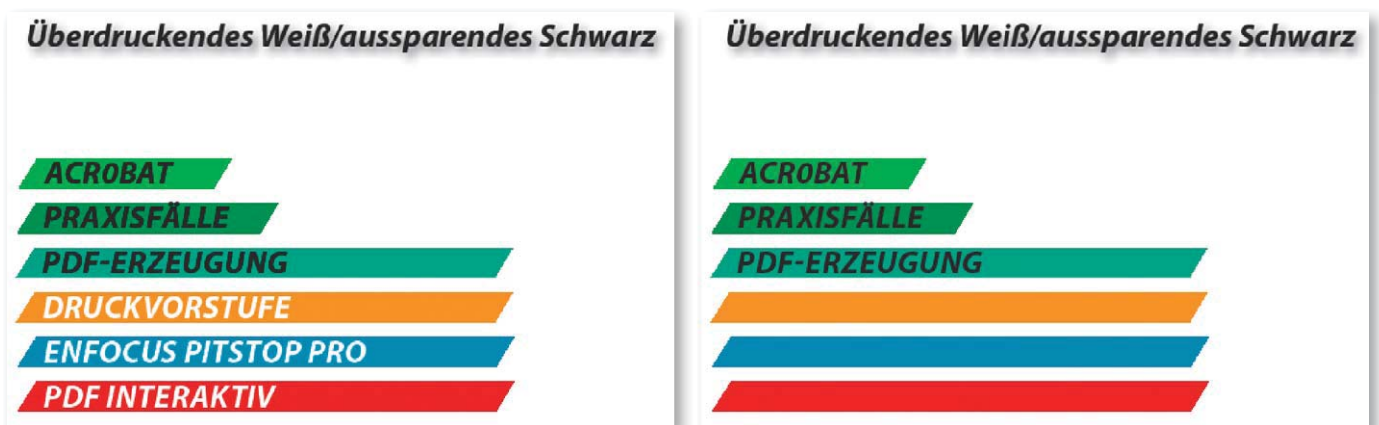 Überdruckendes Weiß/aussparendes Schwarz
ACROBAT
PRAXISFÄLLE
PDF-ERZEUGUNG
DRUCKVORSTUFE
ENFOCUS PITSTOP PRO
PDF INTERAKTIV
Überdruckendes Weiß/aussparendes Schwarz
ACROBAT
PRAXISFÄLLE
PDF-ERZEUGUNG